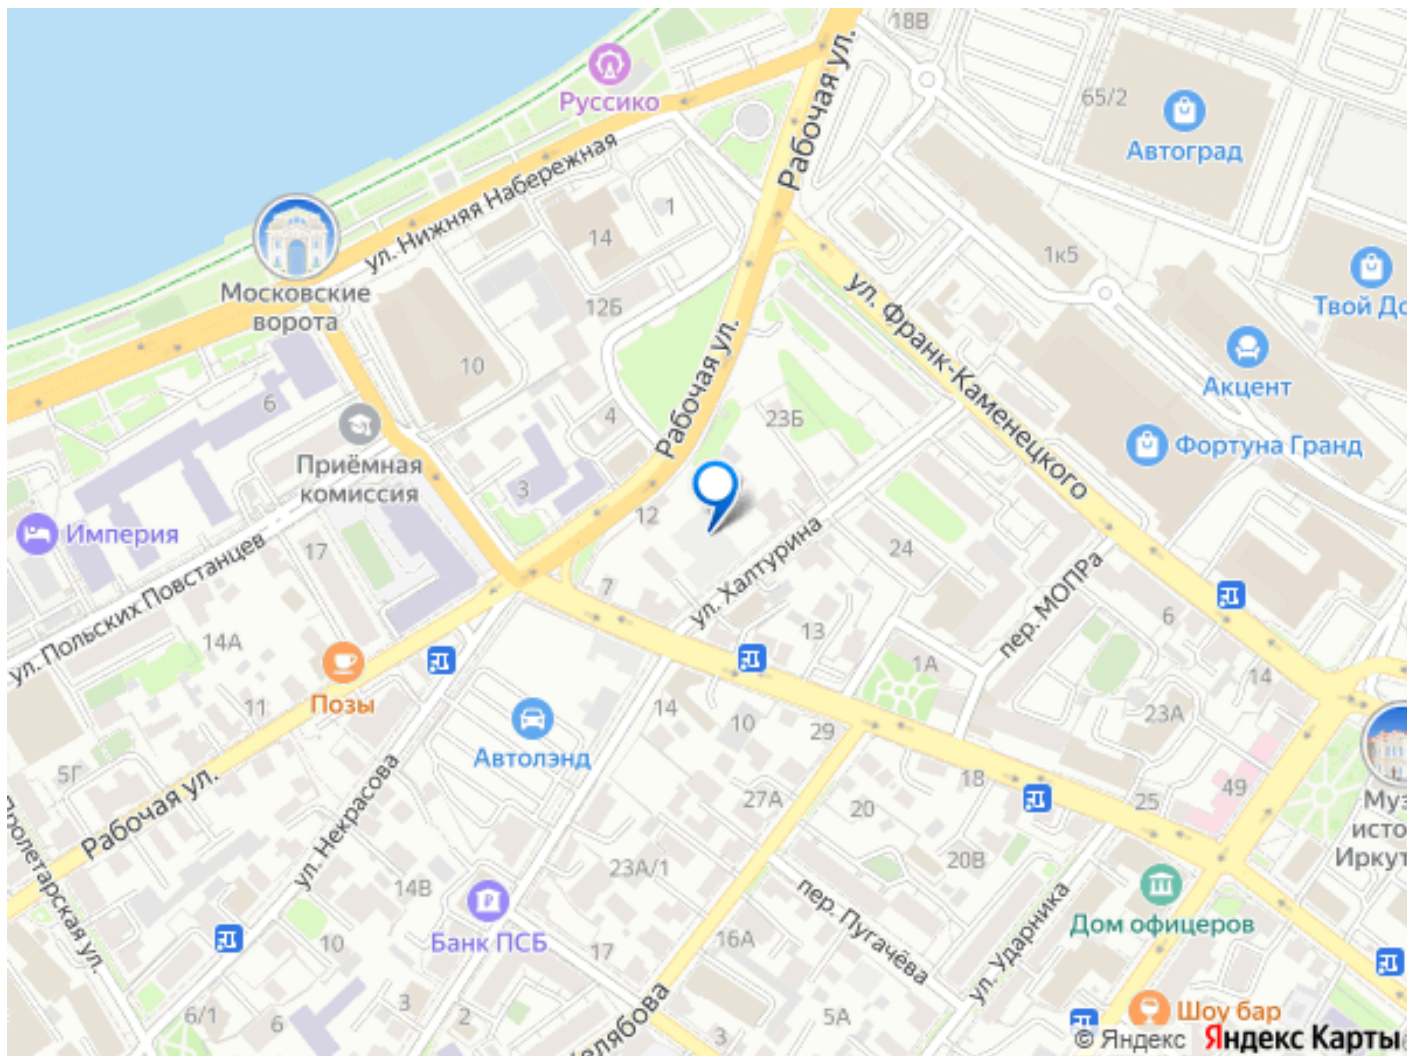 18В
Руссико
65/2
Автоград
Рабочая ул.
ул. Нижняя Набережная
1
14
1к5
Твой До
Московские
ворота
12Б
ул. Франк-Каменецкого
Рабочая ул.
Акцент
10
6
4
23Б
Фортуна Гранд
Приёмная
комиссия
3
12
Империя
17
24
ул. Халтурина
ул. Польских Повстанцев
7
пер. МОПРа
6
14А
13
1А
14
Позы
11
14
10
29
23А
Автолэнд
5Г
Рабочая ул.
ул. Некрасова
27А
20
18
25
49
Муз
исто
Иркут
Пролетарская ул.
14В
23А/1
20В
пер. Пугачёва
Дом офицеров
ул. Ударника
Банк ПСБ
10
17
16А
6/1
6
3
2
елябова
3
5А
Шоу бар
© Яндекс Яндекс Карты